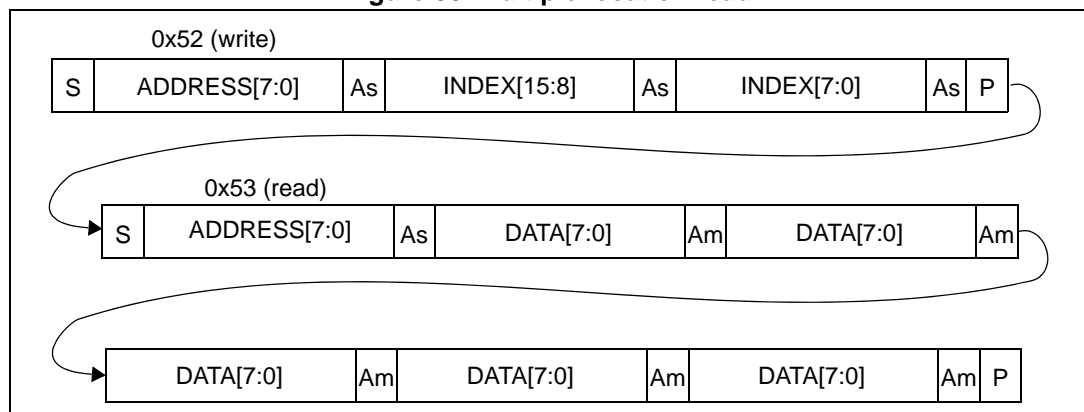 0x52 (write)
S ADDRESS[7:0] As INDEX[15:8] As INDEX[7:0] As P
0x53 (read)
S ADDRESS[7:0] As DATA[7:0] Am DATA[7:0] Am
DATA[7:0] Am DATA[7:0] Am DATA[7:0] Am P